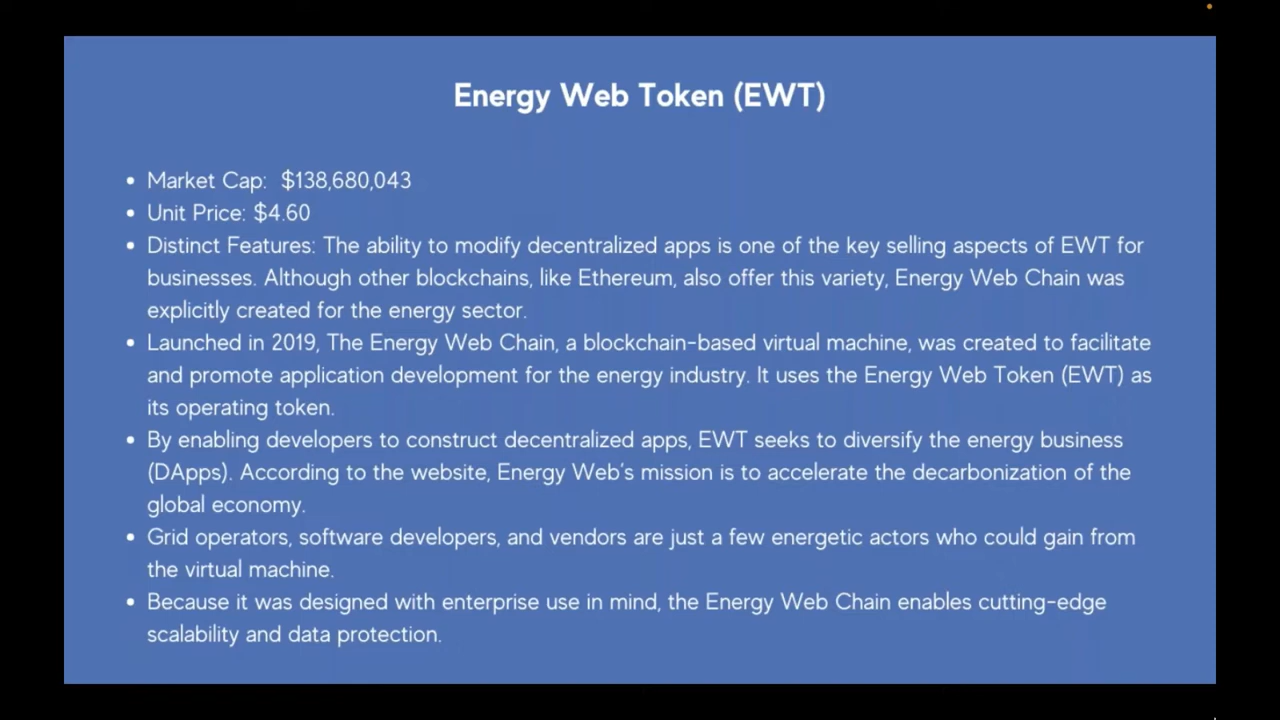 Energy Web Token (EWT)
• Market Cap:  $138,680,043
• Unit Price: $4.60
• Distinct Features: The ability to modify decentralized apps is one of the key selling aspects of EWT for
businesses. Although other blockchains, like Ethereum, also offer this variety, Energy Web Chain was
explicitly created for the energy sector.
• Launched in 2019, The Energy Web Chain, a blockchain-based virtual machine, was created to facilitate
and promote application development for the energy industry. It uses the Energy Web Token (EWT) as
its operating token.
• By enabling developers to construct decentralized apps, EWT seeks to diversify the energy business
(DApps). According to the website, Energy Web's mission is to accelerate the decarbonization of the
global economy.
• Grid operators, software developers, and vendors are just a few energetic actors who could gain from
the virtual machine.
• Because it was designed with enterprise use in mind, the Energy Web Chain enables cutting-edge
scalability and data protection.